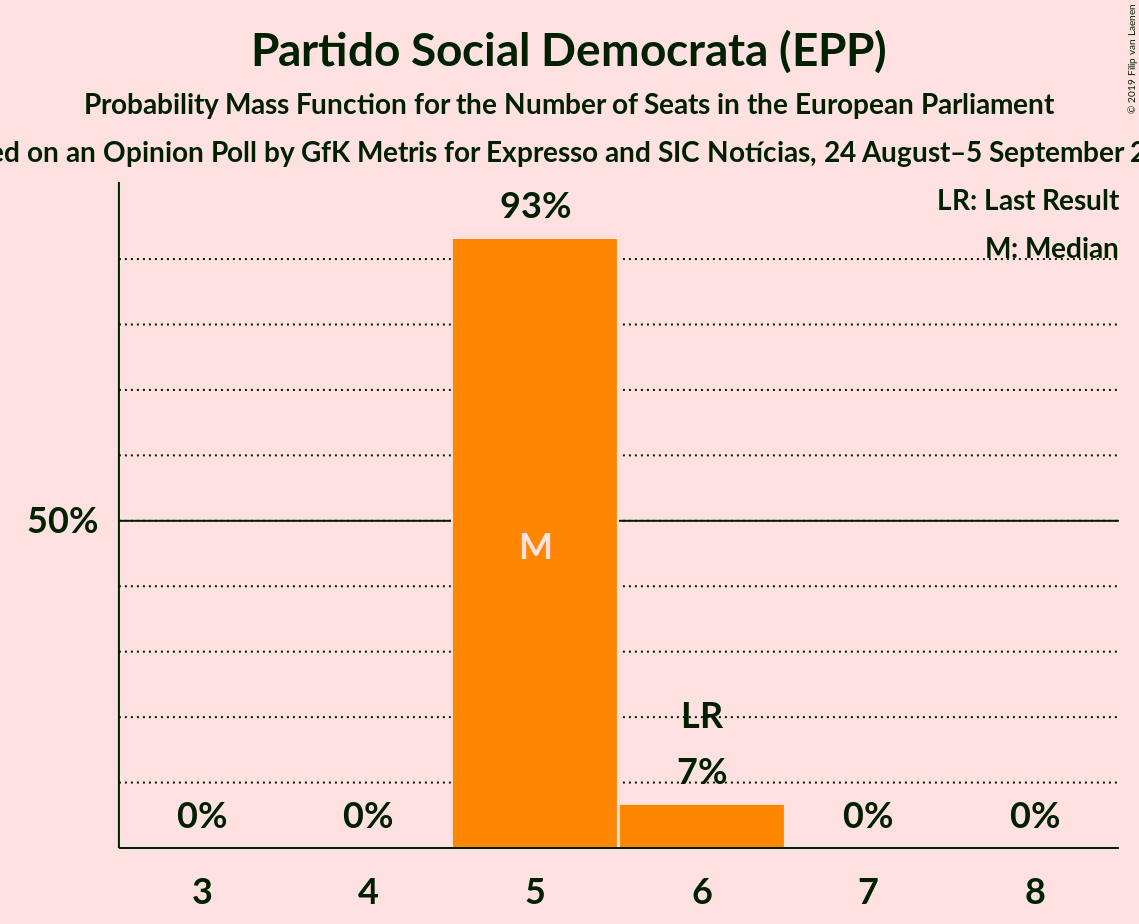 Partido Social Democrata (EPP)
Probability Mass Function for the Number of Seats in the European Parliament
on an Opinion Poll by GfK Metris for Expresso and SIC Notícias, 24 August–5 September
© 2019 Filip van Laenen
LR: Last Result
M: Median
93%
50%
M
LR
7%
0% 0% 0% 0%
3 4 5 6 7 8